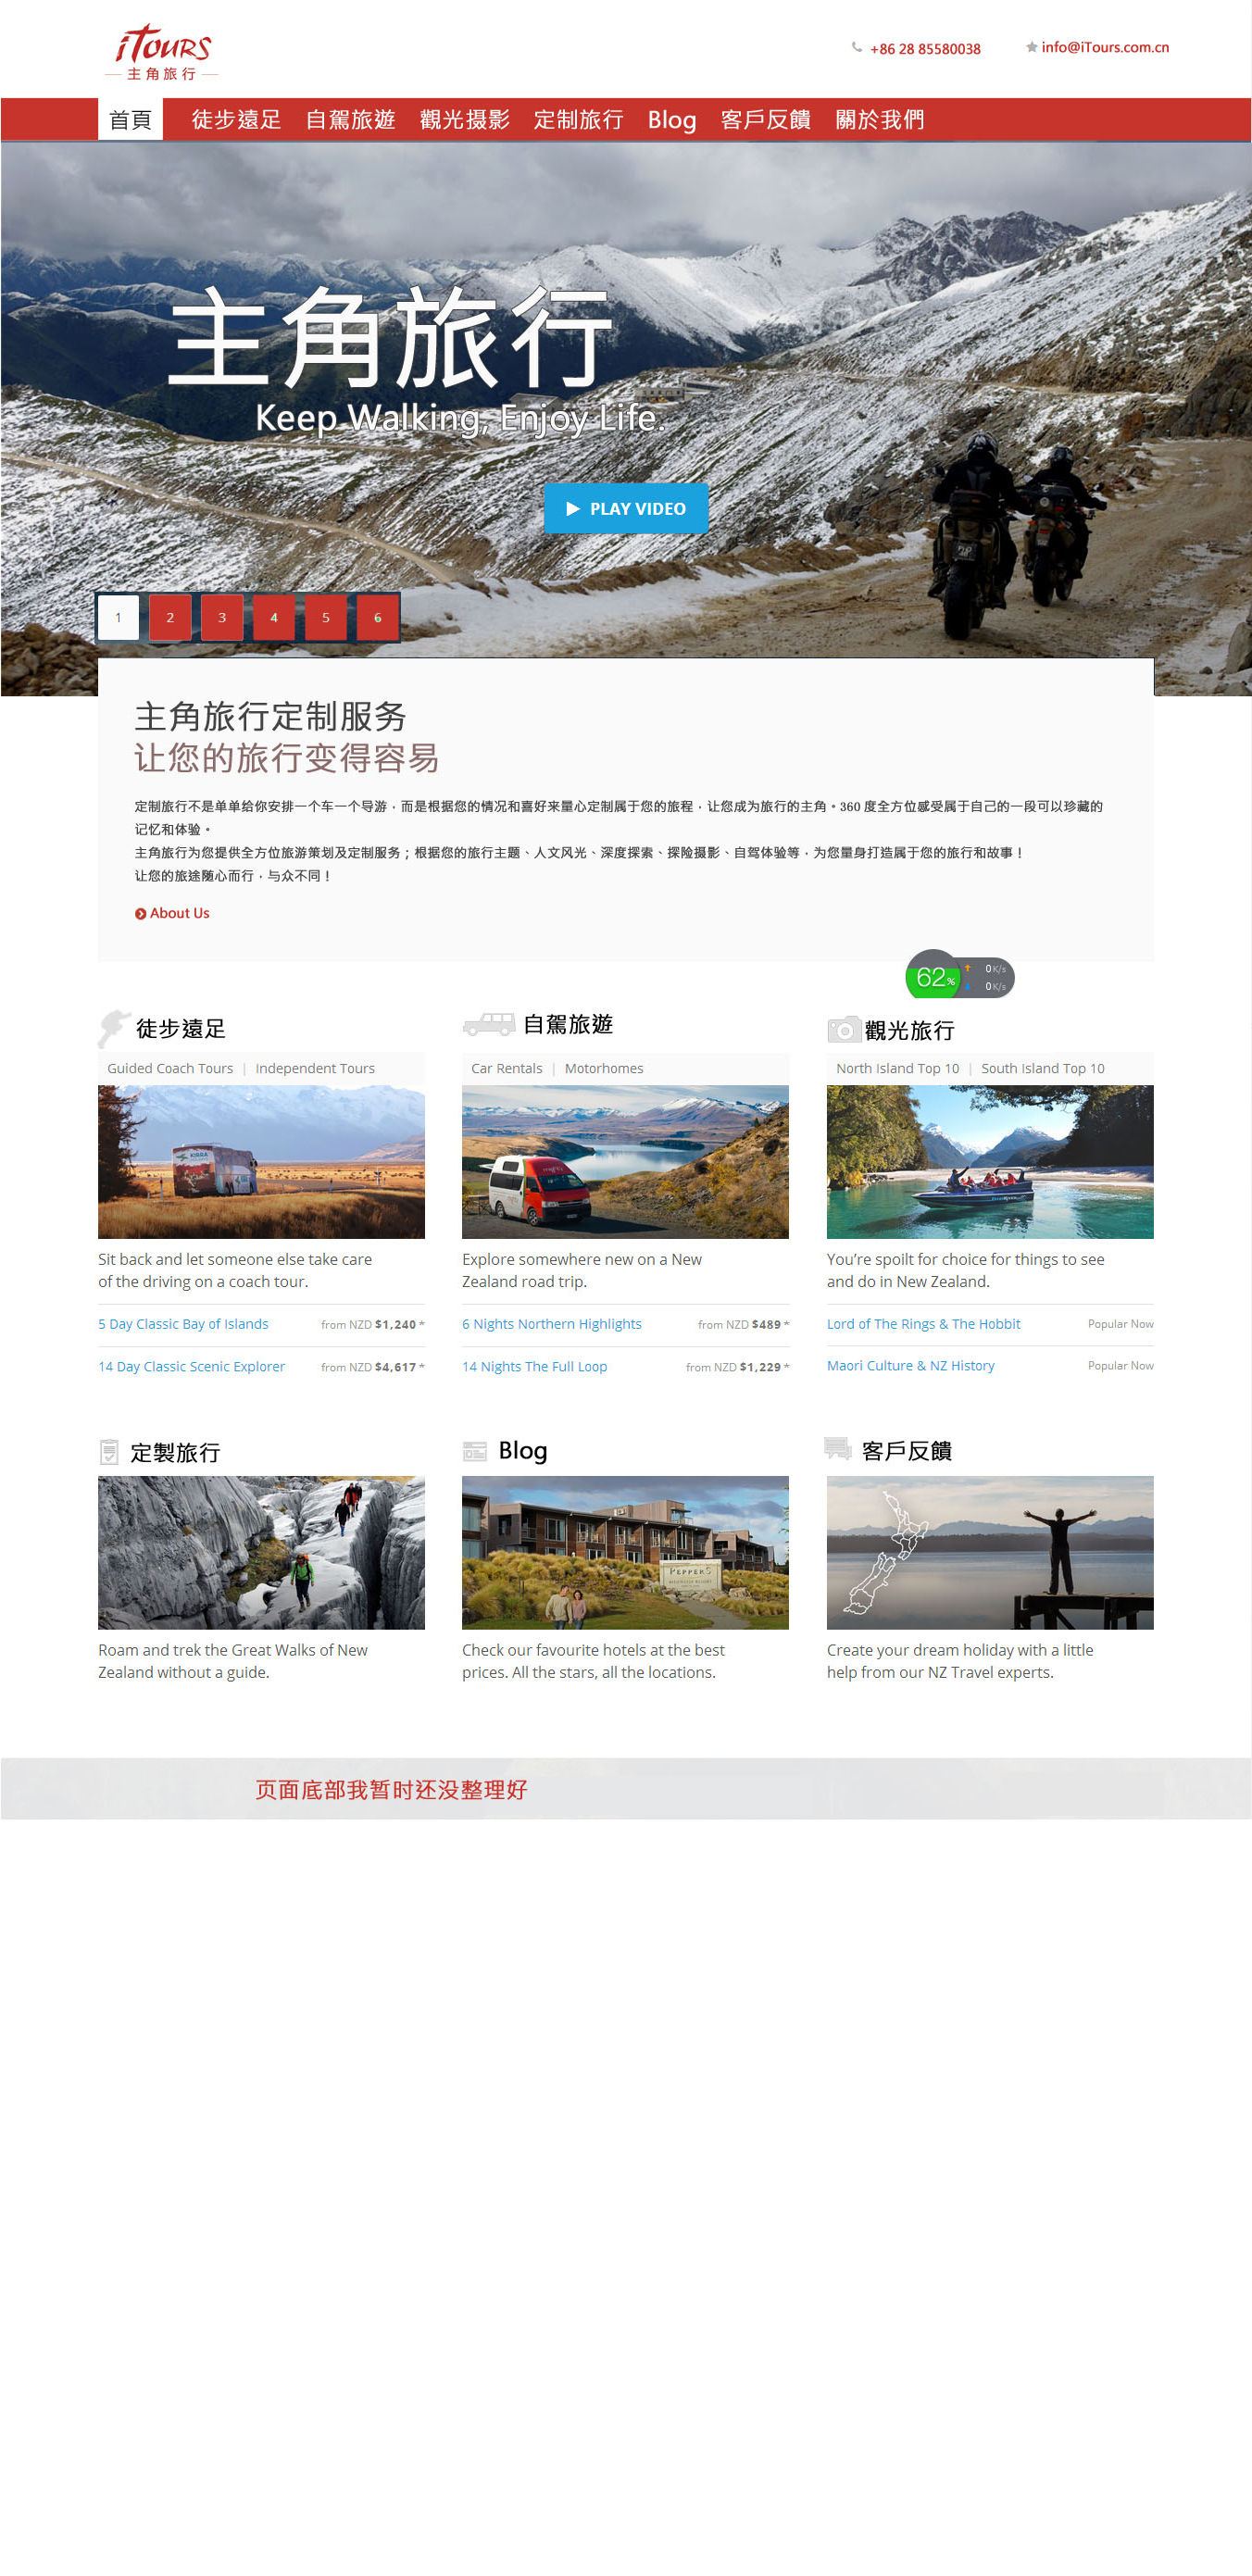 iTOURS
主角旅行
+86 28 85580038
info@iTours.com.cn
首頁 徒步遠足 自駕旅遊 觀光摄影 定制旅行 Blog 客戶反饋 關於我們
主角旅行
Keep Walking, Enjoy Life.
PLAY VIDEO
1 2 3 4 5 6
主角旅行定制服务
让您的旅行变得容易
定制旅行不是单单给你安排一个车一个导游，而是根据您的情况和喜好来量心定制属于您的旅程，让您成为旅行的主角。360 度全方位感受属于自己的一段可以珍藏的
记忆和体验。
主角旅行为您提供全方位旅游策划及定制服务；根据您的旅行主题、人文风光、深度探索、探险摄影、自驾体验等，为您量身打造属于您的旅行和故事！
让您的旅途随心而行，与众不同！
About Us
62%
0K/s
0K/s
徒步遠足
Guided Coach Tours | Independent Tours
Sit back and let someone else take care
of the driving on a coach tour.
5 Day Classic Bay of Islands from NZD $1,240 *
14 Day Classic Scenic Explorer from NZD $4,617 *
自駕旅遊
Car Rentals | Motorhomes
Explore somewhere new on a New
Zealand road trip.
6 Nights Northern Highlights from NZD $489 *
14 Nights The Full Loop from NZD $1,229 *
觀光旅行
North Island Top 10 | South Island Top 10
You’re spoilt for choice for things to see
and do in New Zealand.
Lord of The Rings & The Hobbit Popular Now
Maori Culture & NZ History Popular Now
定製旅行
Roam and trek the Great Walks of New
Zealand without a guide.
Blog
PEPPERS
Check our favourite hotels at the best
prices. All the stars, all the locations.
客戶反饋
Create your dream holiday with a little
help from our NZ Travel experts.
页面底部我暂时还没整理好